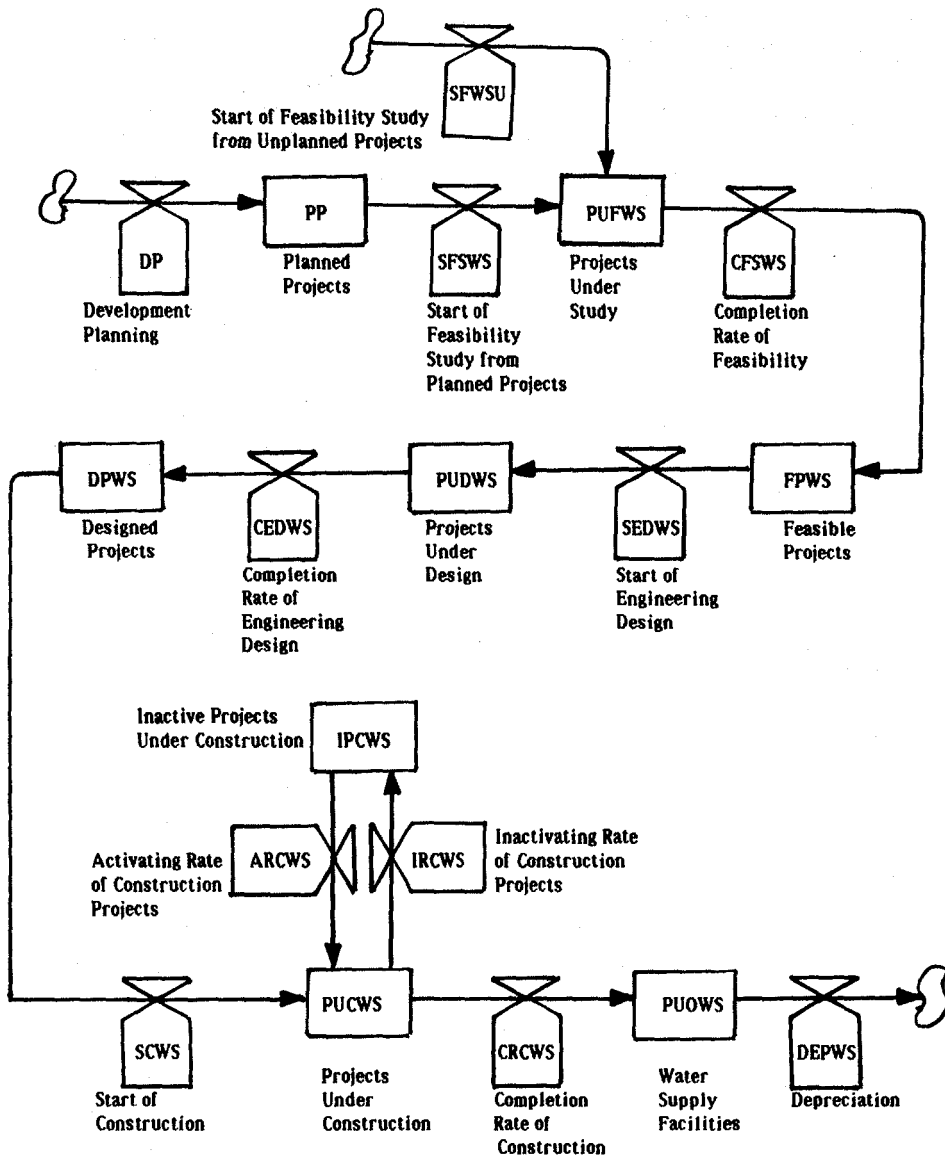 SFWSU
Start of Feasibility Study
from Unplanned Projects
DP
Development
Planning
PP
Planned
Projects
SFSWS
Start of
Feasibility
Study from
Planned Projects
PUFWS
Projects
Under
Study
CFSWS
Completion
Rate of
Feasibility
DPWS
Designed
Projects
CEDWS
Completion
Rate of
Engineering
Design
PUDWS
Projects
Under
Design
SEDWS
Start of
Engineering
Design
FPWS
Feasible
Projects
Inactive Projects
Under Construction
IPCWS
Activating Rate
of Construction
Projects
ARCWS
IRCWS
Inactivating Rate
of Construction
Projects
SCWS
Start of
Construction
PUCWS
Projects
Under
Construction
CRCWS
Completion
Rate of
Construction
PUOWS
Water
Supply
Facilities
DEPWS
Depreciation